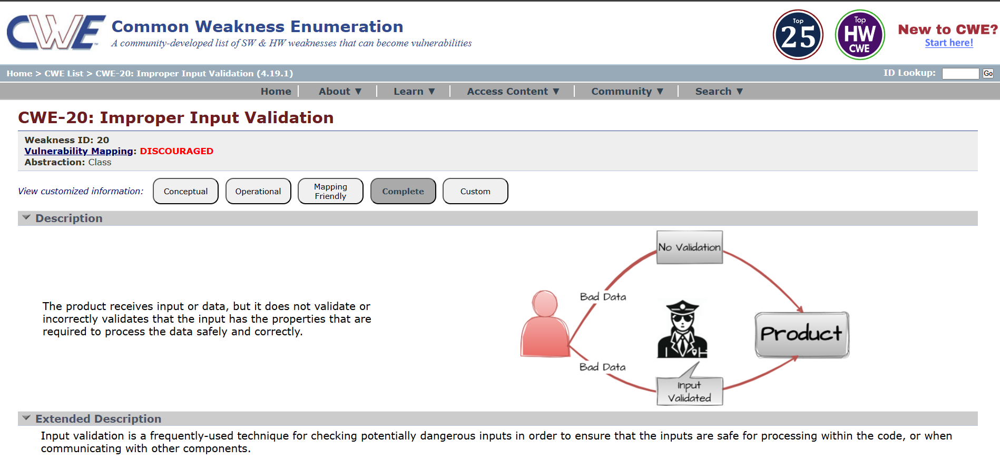 CWE
Common Weakness Enumeration
A community-developed list of SW & HW weaknesses that can become vulnerabilities
Top
25
Top
HW
CWE
New to CWE?
Start here!
Home > CWE List > CWE-20: Improper Input Validation (4.19.1)
ID Lookup:
Go
Home
About ▼
Learn ▼
Access Content ▼
Community ▼
Search ▼
CWE-20: Improper Input Validation
Weakness ID: 20
Vulnerability Mapping: DISCOURAGED
Abstraction: Class
View customized information:
Conceptual
Operational
Mapping
Friendly
Complete
Custom
Description
The product receives input or data, but it does not validate or
incorrectly validates that the input has the properties that are
required to process the data safely and correctly.
No Validation
Bad Data
Product
Bad Data
Input
Validated
Extended Description
Input validation is a frequently-used technique for checking potentially dangerous inputs in order to ensure that the inputs are safe for processing within the code, or when
communicating with other components.